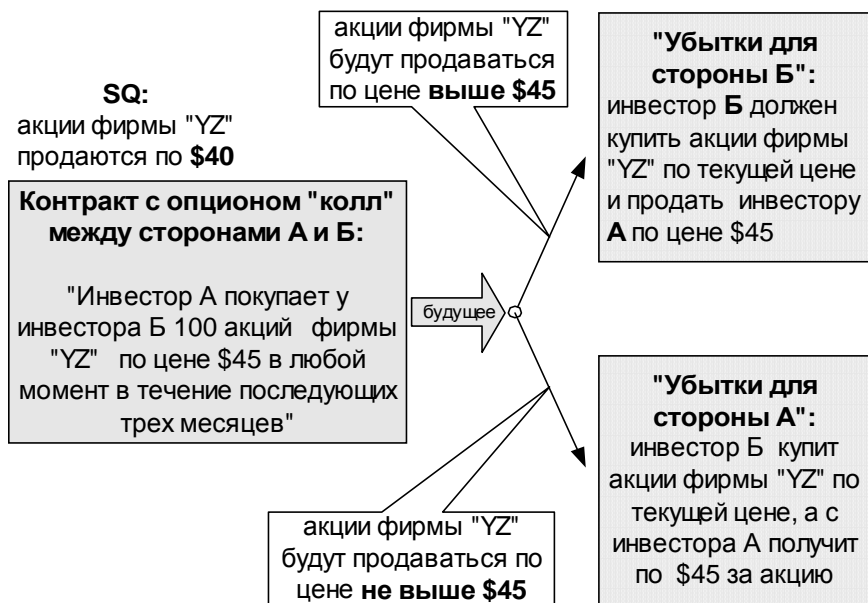 SQ:
акции фирмы "YZ"
продаются по $40
Контракт с опционом "колл"
между сторонами А и Б:
"Инвестор А покупает у
инвестора Б 100 акций фирмы
"YZ" по цене $45 в любой
момент в течение последующих
трех месяцев"
будущее
акции фирмы "YZ"
будут продаваться
по цене выше $45
"Убытки для
стороны Б":
инвестор Б должен
купить акции фирмы
"YZ" по текущей цене
и продать инвестору
А по цене $45
акции фирмы "YZ"
будут продаваться по
цене не выше $45
"Убытки для
стороны А":
инвестор Б купит
акции фирмы "YZ" по
текущей цене, а с
инвестора А получит
по $45 за акцию